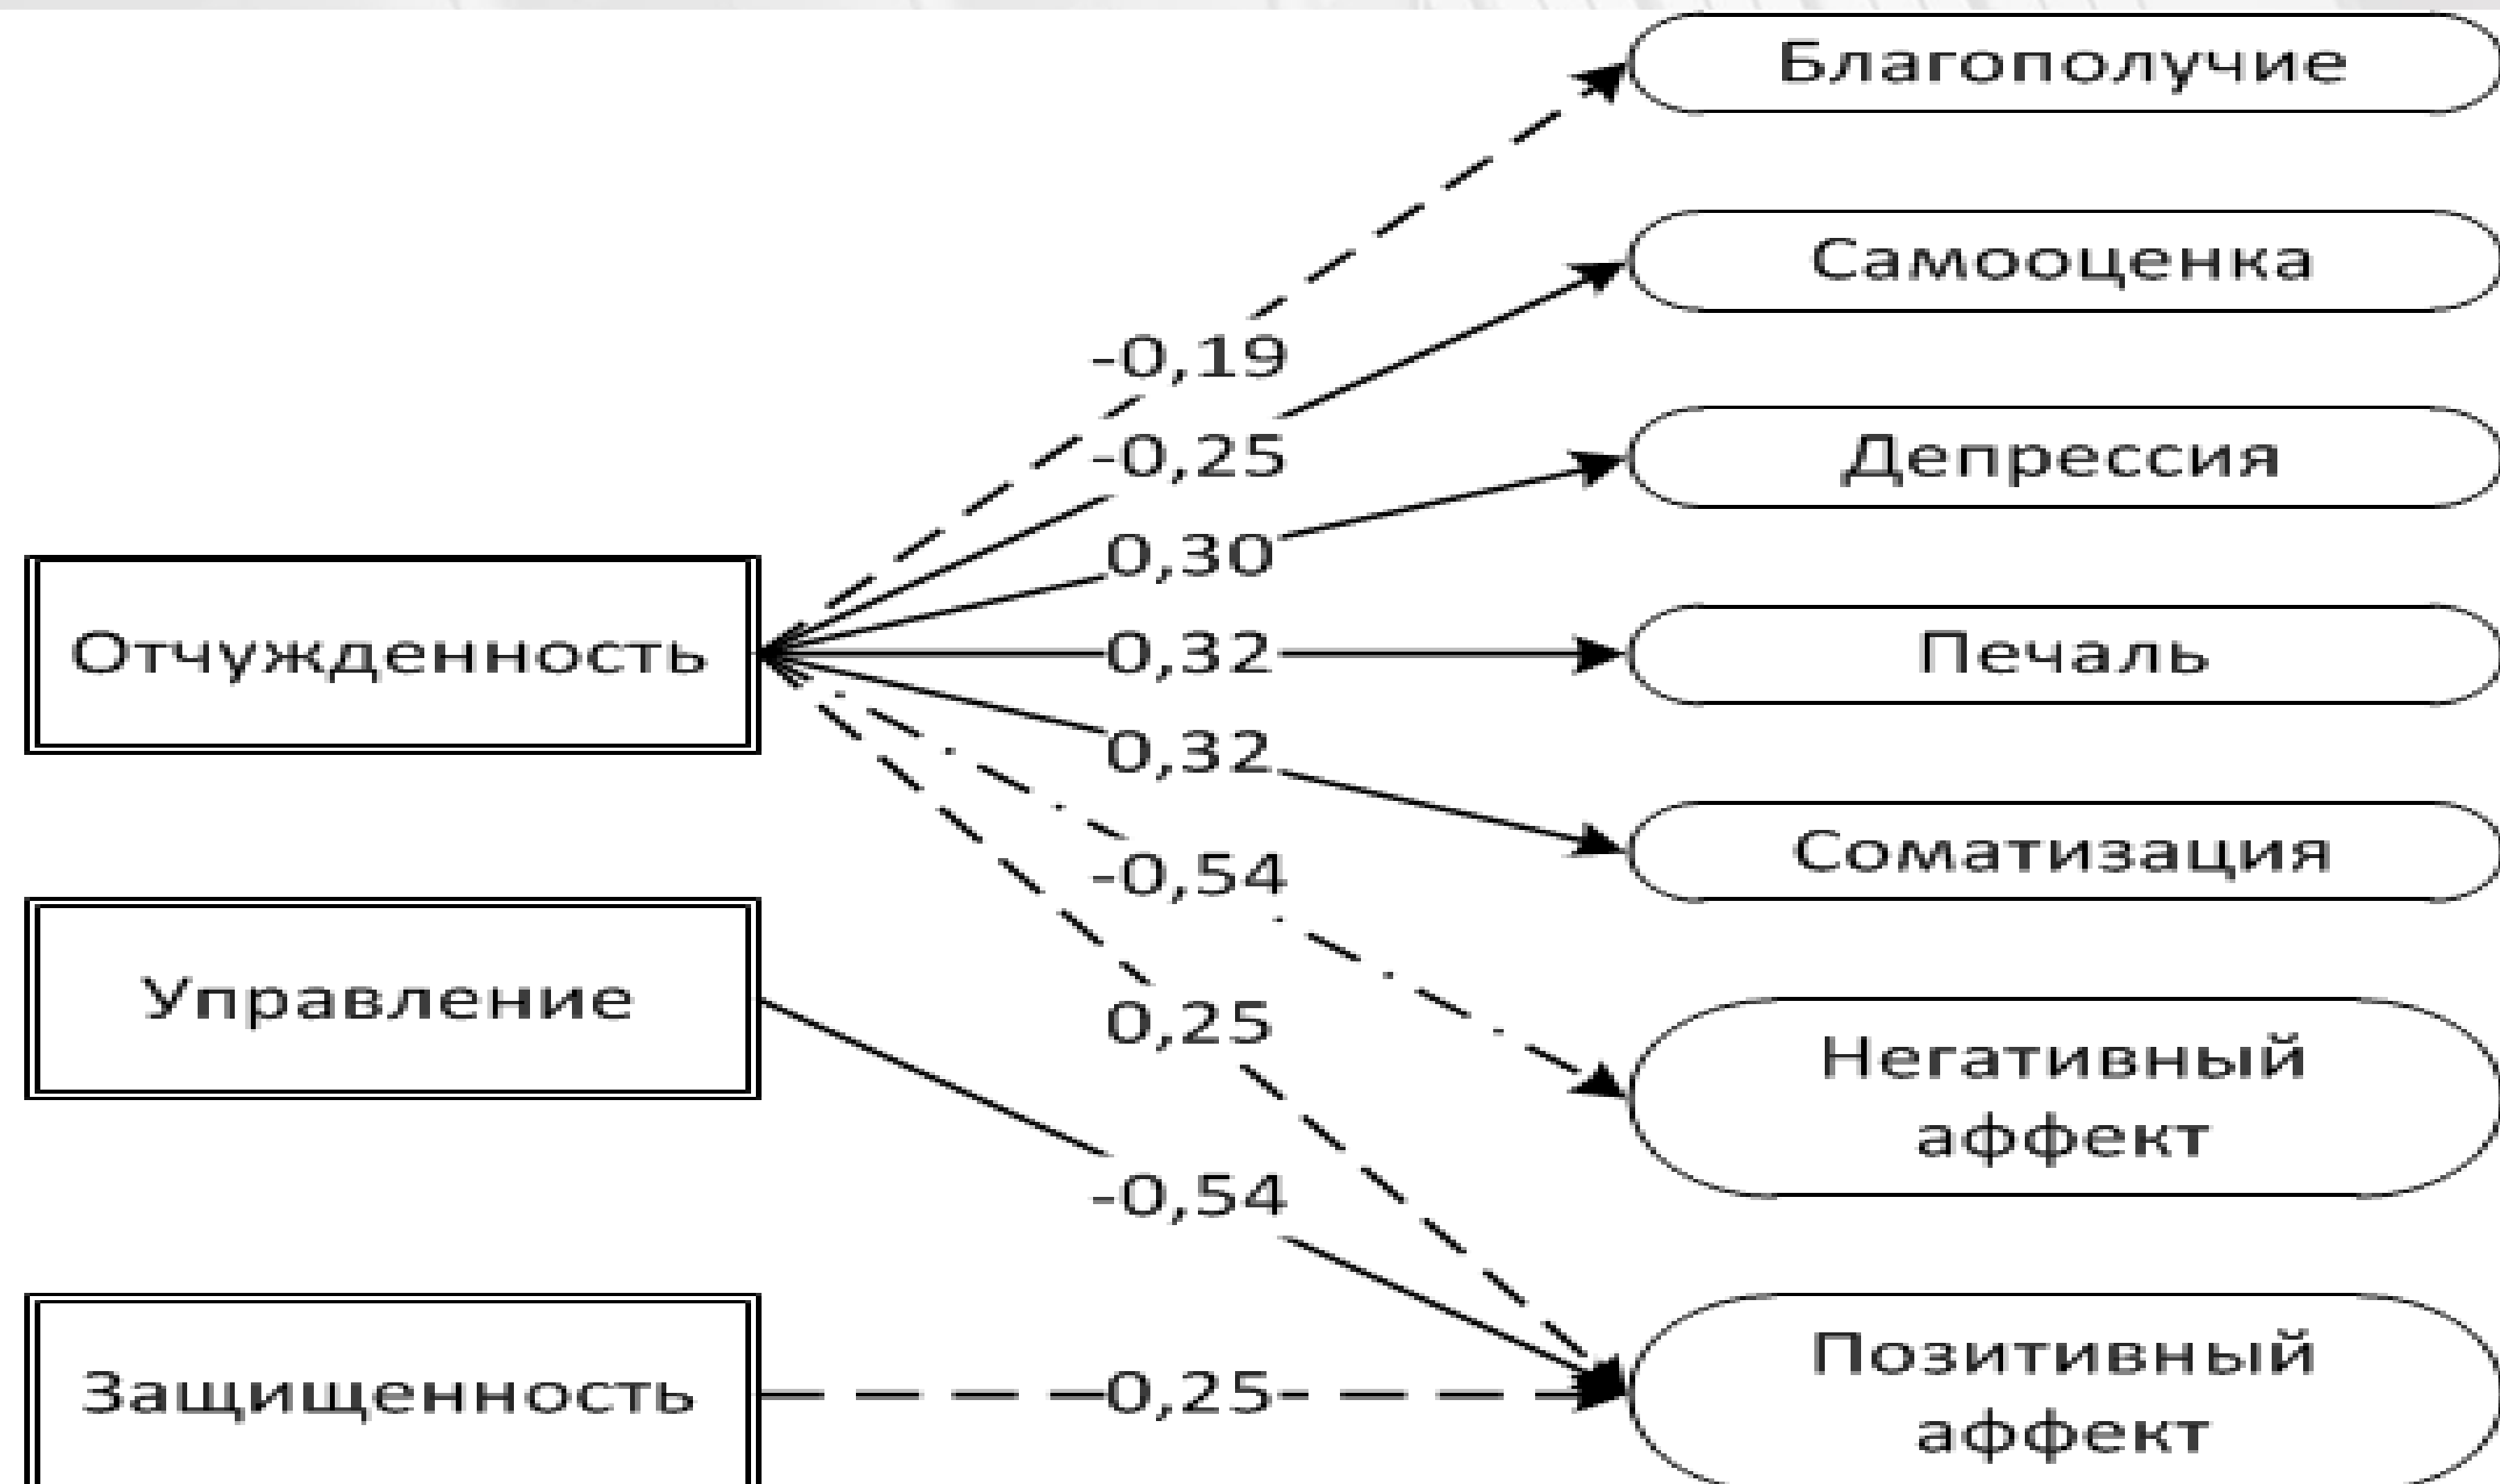 Благополучие
Самооценка
-0,19
-0,25
Депрессия
0,30
Отчужденность
0,32
Печаль
0,32
Соматизация
-0,54
Управление
0,25
Негативный
аффект
-0,54
Защищенность
0,25
Позитивный
аффект